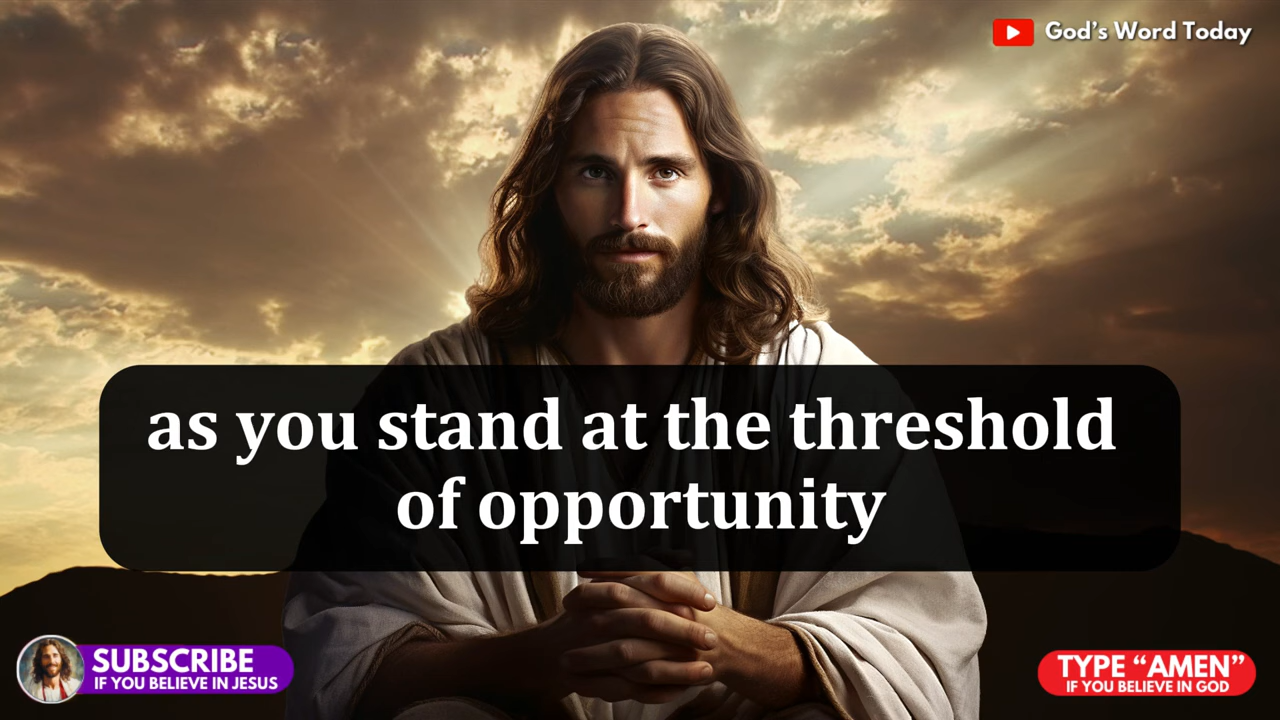 God's Word Today
as you stand at the threshold
of opportunity
SUBSCRIBE
IF YOU BELIEVE IN JESUS
TYPE “AMEN”
IF YOU BELIEVE IN GOD